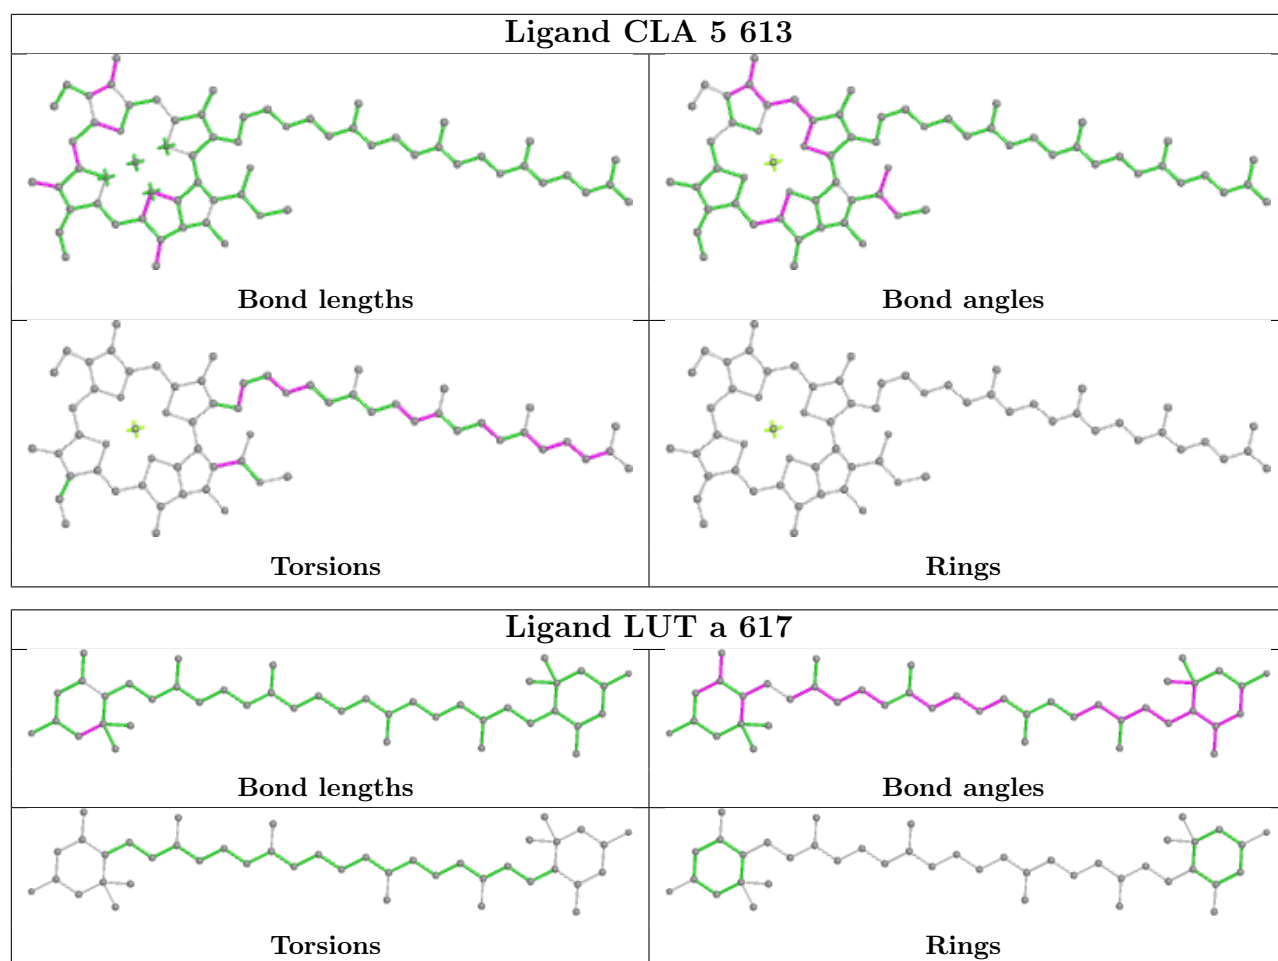 Ligand CLA 5 613
Bond lengths
Bond angles
Torsions
Rings
Ligand LUT a 617
Bond lengths
Bond angles
Torsions
Rings